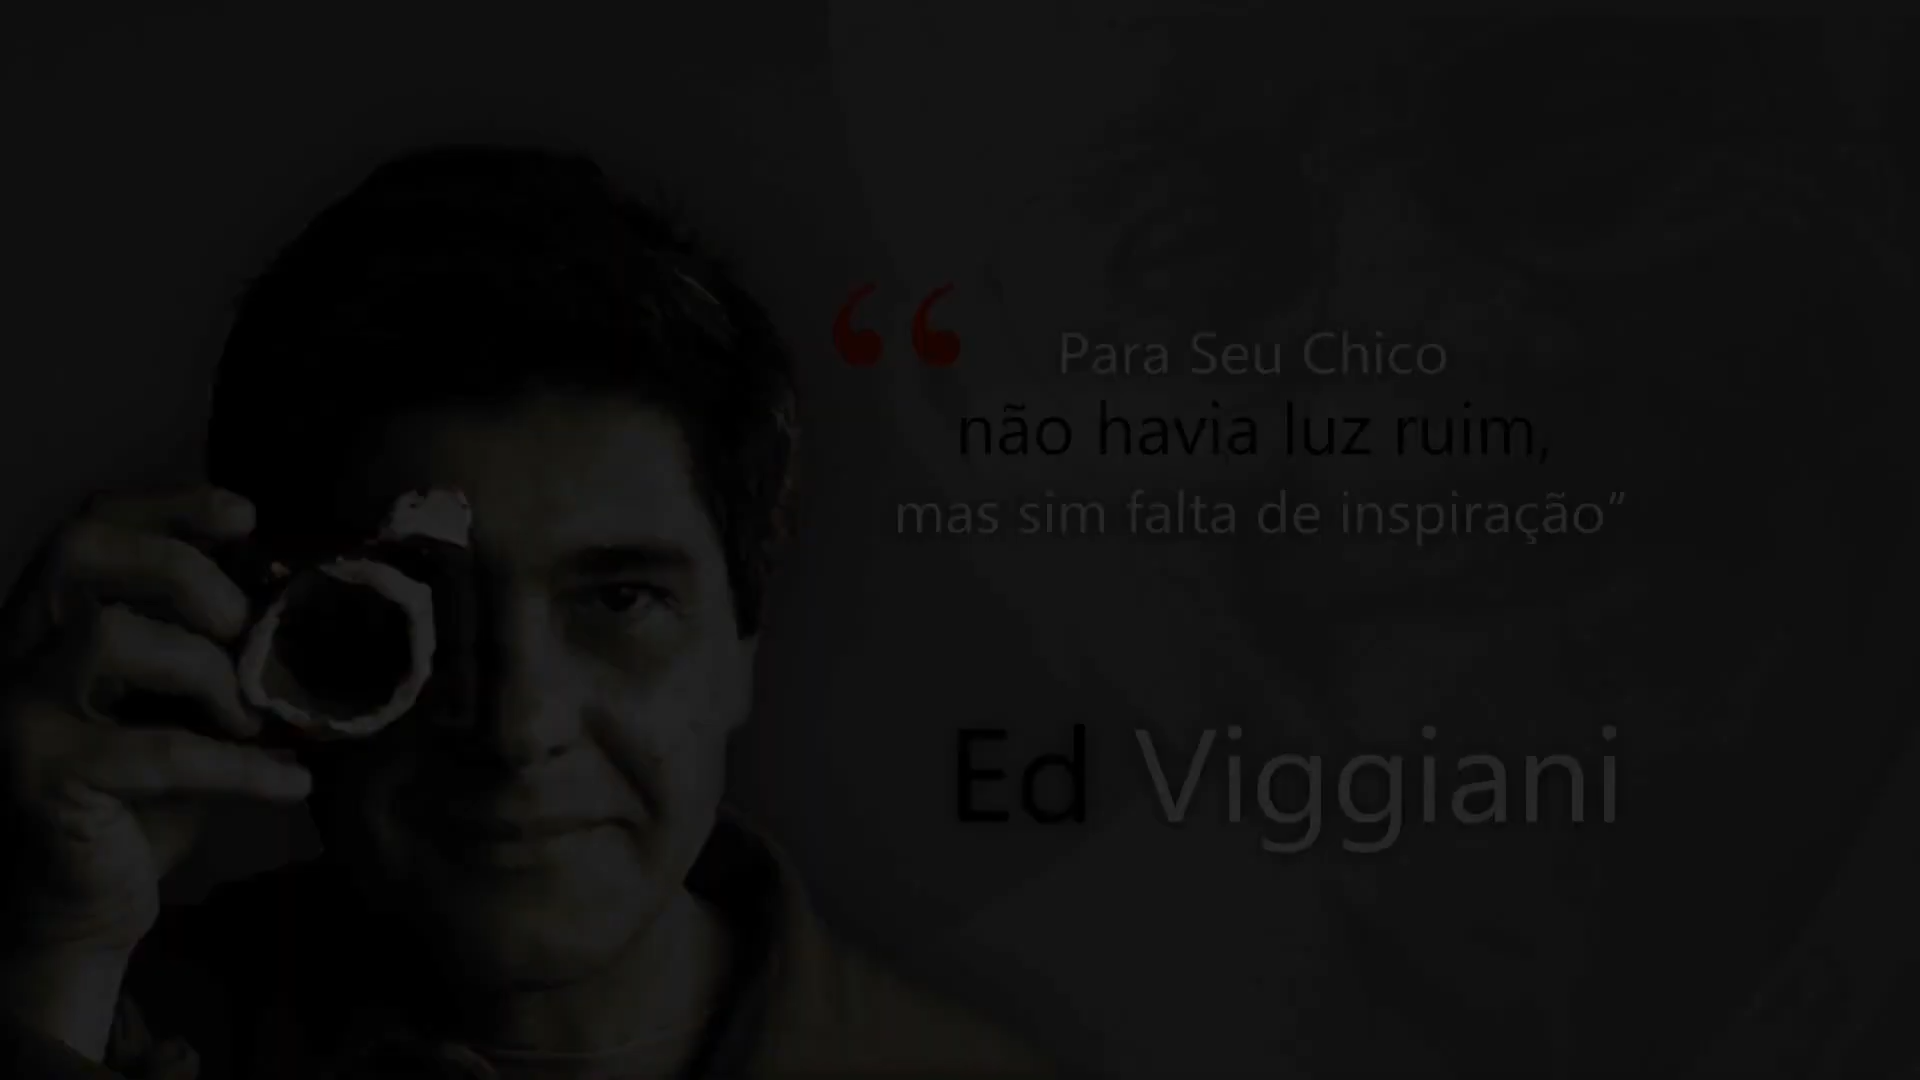 “ Para Seu Chico
não havia luz ruim,
mas sim falta de inspiração”
Ed Viggiani